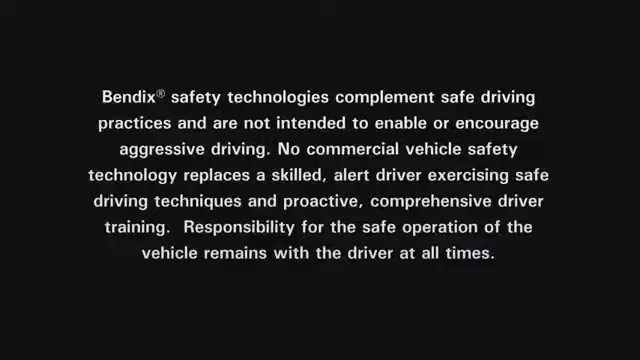 Bendix® safety technologies complement safe driving
practices and are not intended to enable or encourage
aggressive driving. No commercial vehicle safety
technology replaces a skilled, alert driver exercising safe
driving techniques and proactive, comprehensive driver
training.  Responsibility for the safe operation of the
vehicle remains with the driver at all times.